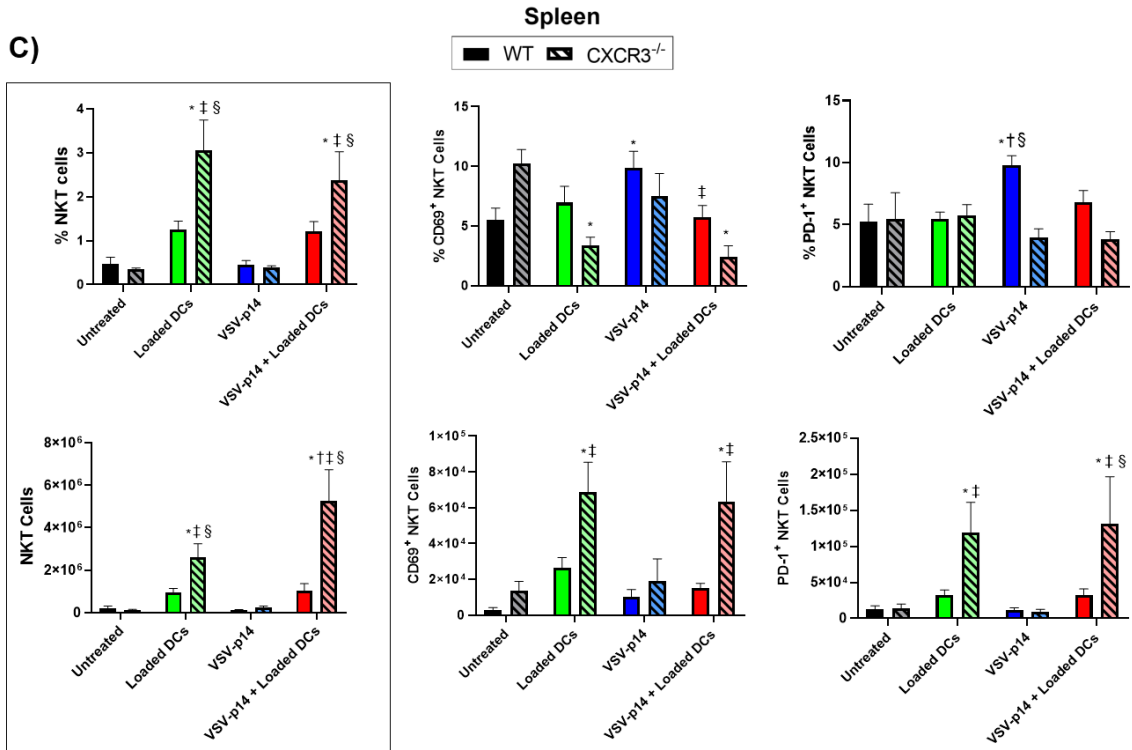 Spleen
C)
WT CXCR3-/-
% NKT cells
4
3
2
1
0
* ‡ §
* ‡ §
Untreated
Loaded DCs
VSV-p14
VSV-p14 + Loaded DCs
% CD69+ NKT Cells
15
10
5
0
*
*
‡
*
Untreated
Loaded DCs
VSV-p14
VSV-p14 + Loaded DCs
% PD-1+ NKT Cells
15
10
5
0
*†§
Untreated
Loaded DCs
VSV-p14
VSV-p14 + Loaded DCs
NKT Cells
8×10⁶
6×10⁶
4×10⁶
2×10⁶
0
*‡ §
*†‡ §
Untreated
Loaded DCs
VSV-p14
VSV-p14 + Loaded DCs
CD69+ NKT Cells
1×10⁵
8×10⁴
6×10⁴
4×10⁴
2×10⁴
0
*‡
*‡
Untreated
Loaded DCs
VSV-p14
VSV-p14 + Loaded DCs
PD-1+ NKT Cells
2.5×10⁵
2×10⁵
1.5×10⁵
1×10⁵
5×10⁴
0
*‡
*‡ §
Untreated
Loaded DCs
VSV-p14
VSV-p14 + Loaded DCs